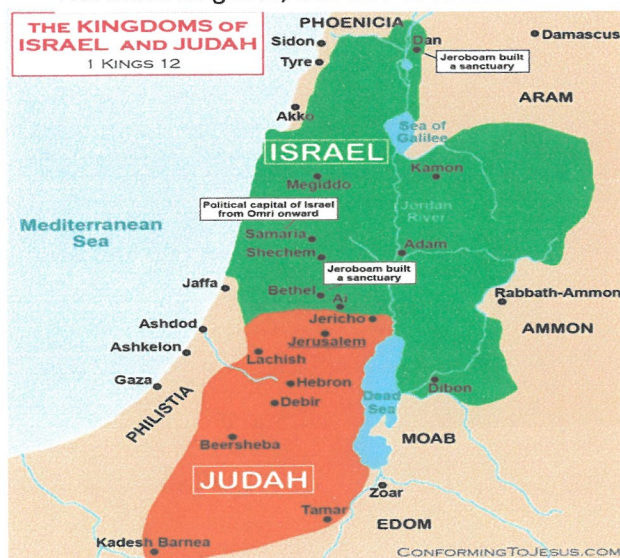 THE KINGDOMS OF
ISRAEL AND JUDAH
1 KINGS 12
PHOENICIA
Sidon
Tyre
Dan
Damascus
Jeroboam built
a sanctuary
ARAM
Akko
Sea of
Galilee
ISRAEL
Megiddo
Kamon
Political capital of Israel
from Omri onward
Jordan
River
Mediterranean
Sea
Samaria
Shechem
Adam
Jeroboam built
a sanctuary
Jaffa
Bethel
Ai
Rabbath-Ammon
Jericho
Ashdod
AMMON
Jerusalem
Ashkelon
Lachish
Gaza
Hebron
Dead
Sea
Dibon
PHILISTIA
Debir
Beersheba
MOAB
JUDAH
Zoar
Tamar
EDOM
Kadesh Barnea
CONFORMINGTOJESUS.COM